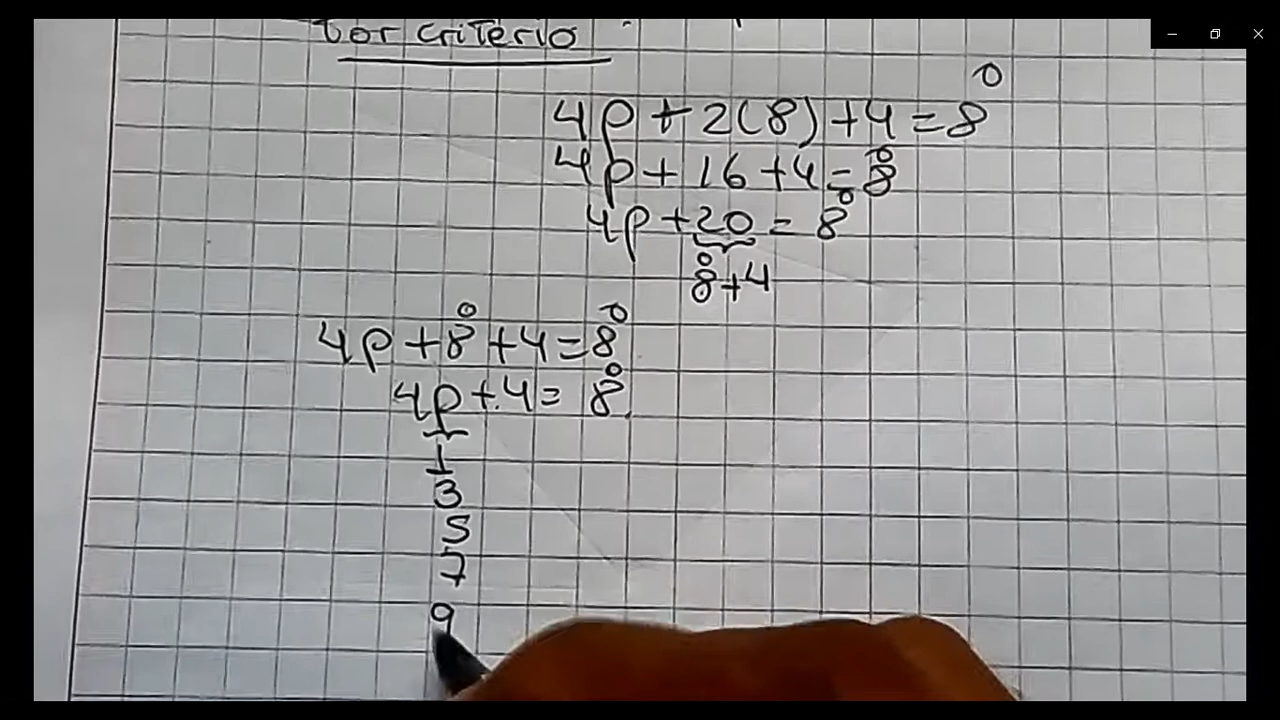 Por criterio
4p + 2(8) + 4 = 8°
4p + 16 + 4 = 8°
4p + 20 = 8°
8° + 4
4p + 8° + 4 = 8°
4p + 4 = 8°
1
3
5
7
9